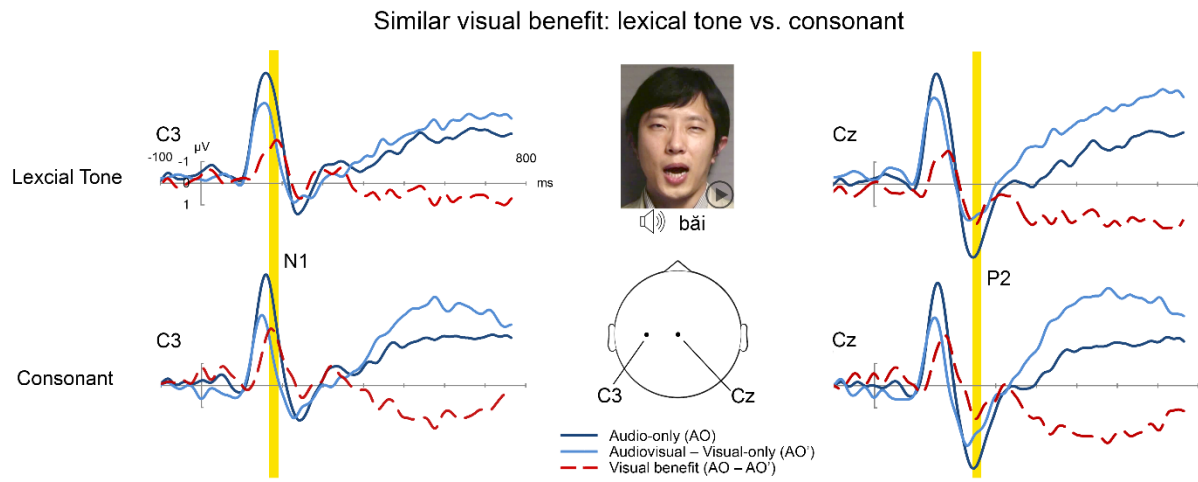 Similar visual benefit: lexical tone vs. consonant
C3
µV
-100
-1
0
1
800
ms
Lexcial Tone
N1
băi
Cz
P2
C3
Consonant
C3
Cz
Cz
Audio-only (AO)
Audiovisual – Visual-only (AO’)
Visual benefit (AO – AO’)